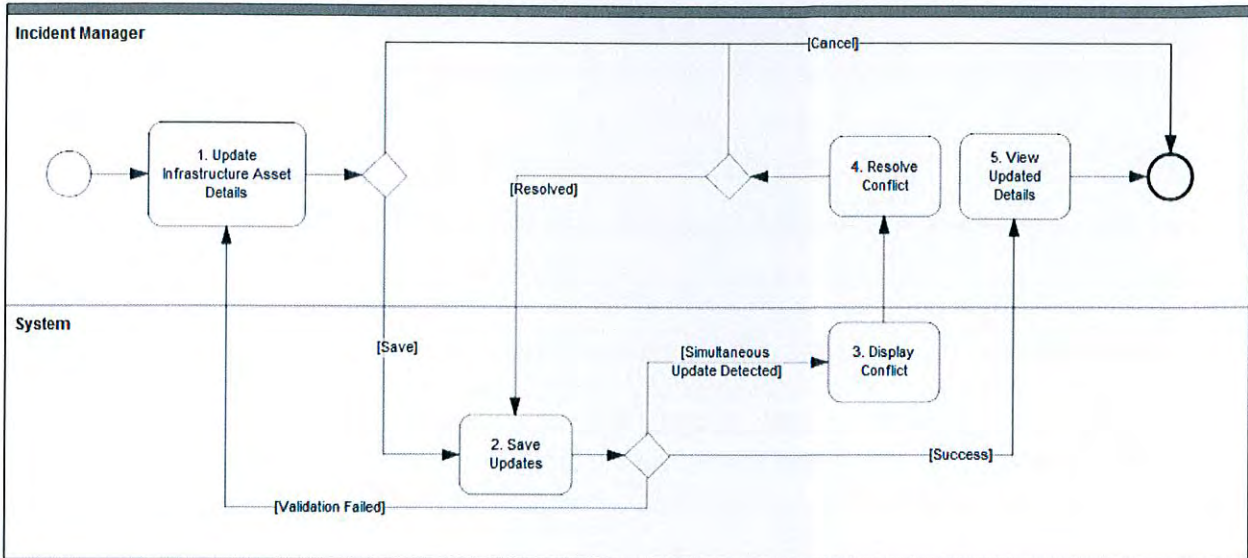 Incident Manager
[Cancel]
1. Update
Infrastructure Asset
Details
4. Resolve
Conflict
5. View
Updated
Details
[Resolved]
System
[Save]
[Simultaneous
Update Detected]
3. Display
Conflict
2. Save
Updates
[Success]
[Validation Failed]